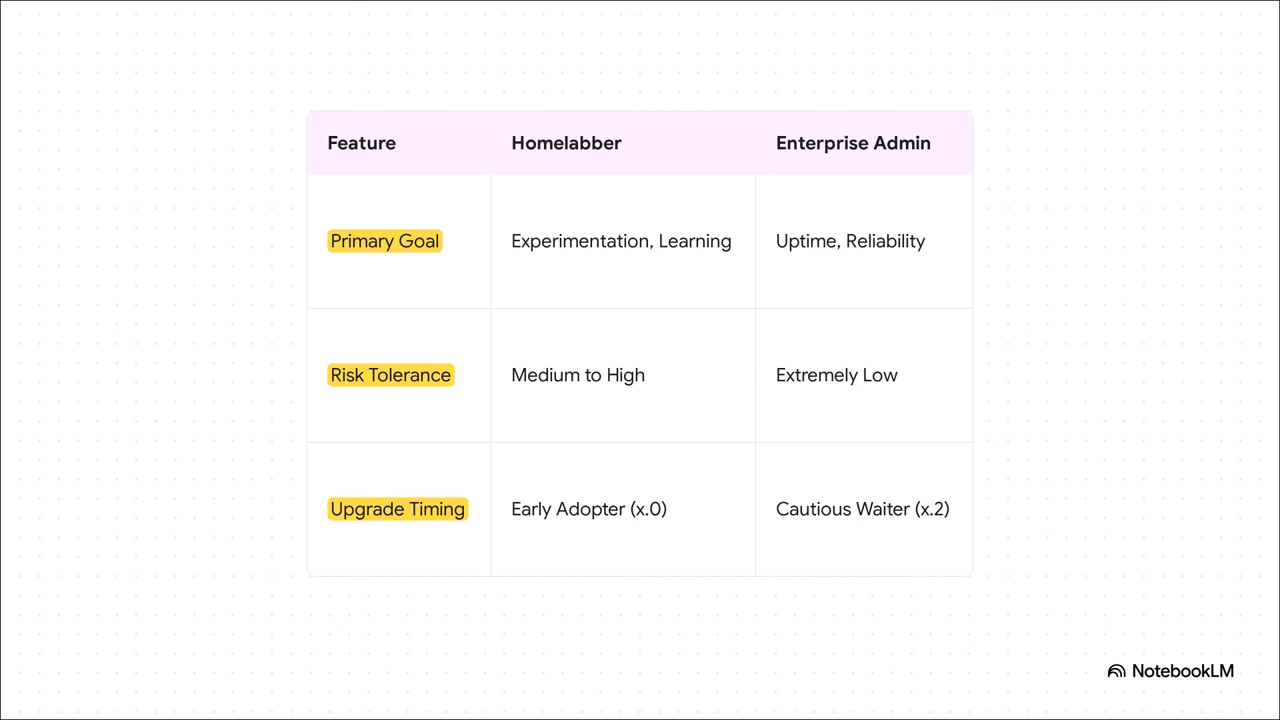 Feature Homelabber Enterprise Admin
Primary Goal Experimentation, Learning Uptime, Reliability
Risk Tolerance Medium to High Extremely Low
Upgrade Timing Early Adopter (x.0) Cautious Waiter (x.2)
NotebookLM